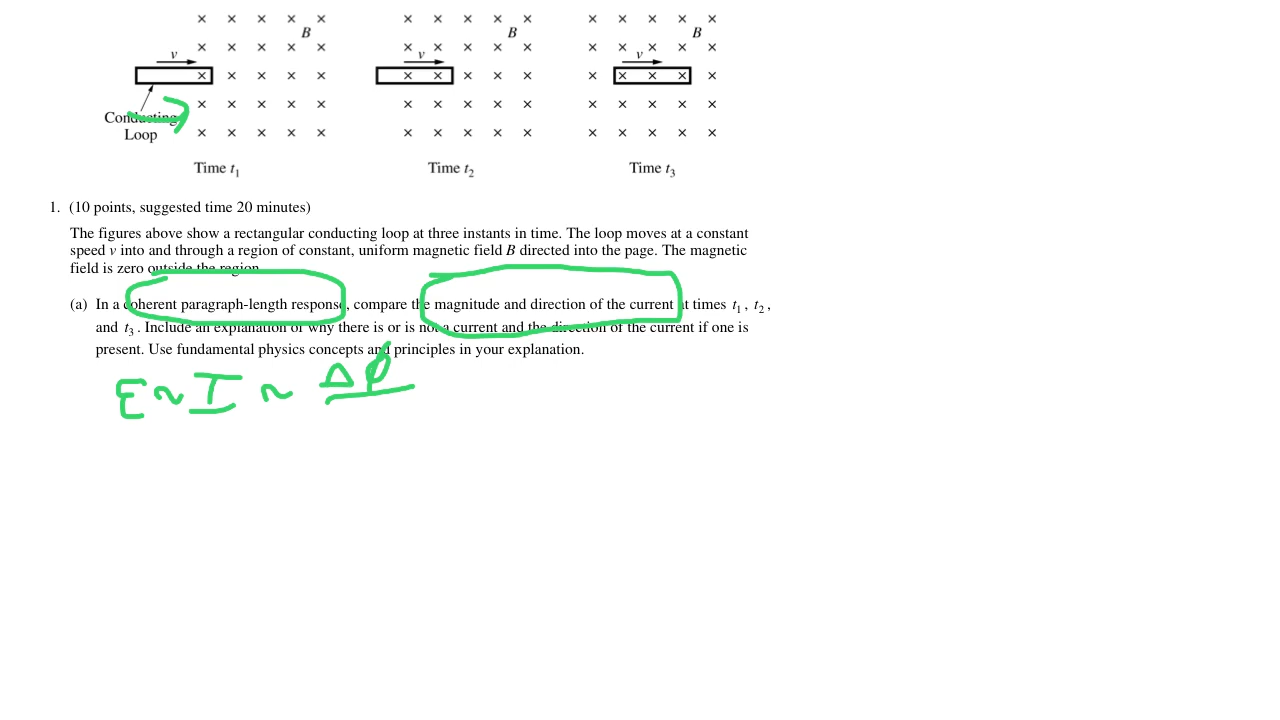 × × × × × × × × × × × × × × ×
B B B
× × × × × × × × × × × × × × ×
v v v
× × × × × × × × × × × × × × ×
× × × × × × × × × × × × × × ×
Conducting
Loop × × × × × × × × × × × × × × ×
Time t₁ Time t₂ Time t₃
1. (10 points, suggested time 20 minutes)
The figures above show a rectangular conducting loop at three instants in time. The loop moves at a constant
speed v into and through a region of constant, uniform magnetic field B directed into the page. The magnetic
field is zero outside the region.
(a) In a coherent paragraph-length response, compare the magnitude and direction of the current at times t₁, t₂,
and t₃. Include an explanation of why there is or is not a current and the direction of the current if one is
present. Use fundamental physics concepts and principles in your explanation.
E ~ I ~ Δϕ